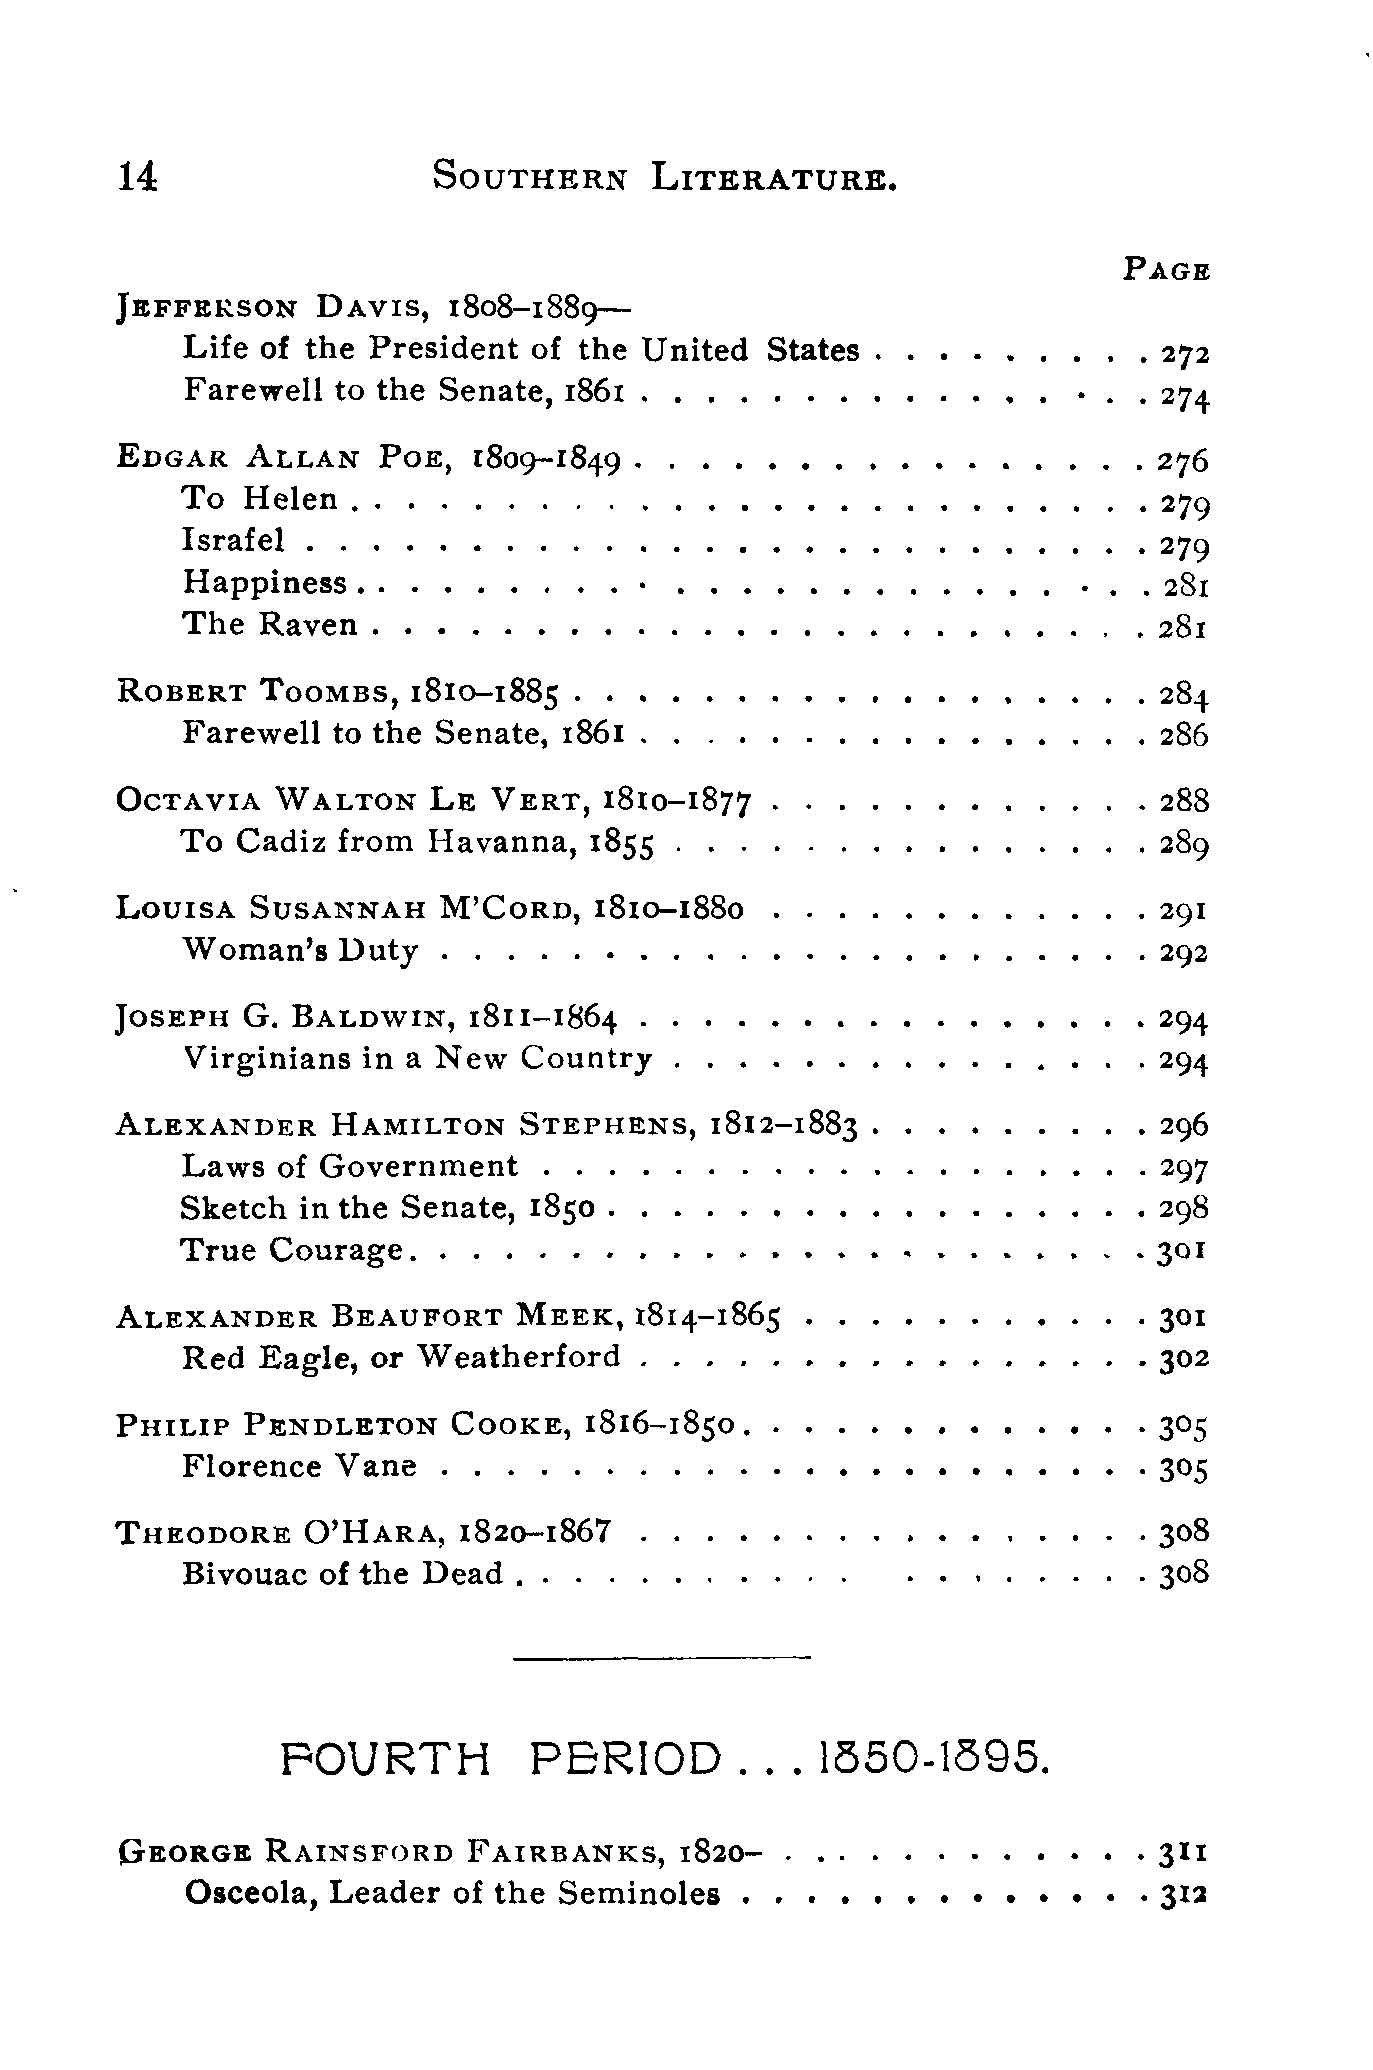 14 SOUTHERN LITERATURE.
PAGE
JEFFERSON DAVIS, 1808–1889—
Life of the President of the United States . . . . . . . . . 272
Farewell to the Senate, 1861 . . . . . . . . . . . . . . . . 274
EDGAR ALLAN POE, 1809–1849 . . . . . . . . . . . . . . . . 276
To Helen . . . . . . . . . . . . . . . . . . . . . . . . . 279
Israfel . . . . . . . . . . . . . . . . . . . . . . . . . . 279
Happiness . . . . . . . . . . . . . . . . . . . . . . . . . 281
The Raven . . . . . . . . . . . . . . . . . . . . . . . . 281
ROBERT TOOMBS, 1810–1885 . . . . . . . . . . . . . . . . . . 284
Farewell to the Senate, 1861 . . . . . . . . . . . . . . . . 286
OCTAVIA WALTON LE VERT, 1810–1877 . . . . . . . . . . . . 288
To Cadiz from Havanna, 1855 . . . . . . . . . . . . . . . 289
LOUISA SUSANNAH M'CORD, 1810–1880 . . . . . . . . . . . . 291
Woman's Duty . . . . . . . . . . . . . . . . . . . . . . 292
JOSEPH G. BALDWIN, 1811–1864 . . . . . . . . . . . . . . . . 294
Virginians in a New Country . . . . . . . . . . . . . . . 294
ALEXANDER HAMILTON STEPHENS, 1812–1883 . . . . . . . . . 296
Laws of Government . . . . . . . . . . . . . . . . . . . 297
Sketch in the Senate, 1850 . . . . . . . . . . . . . . . . . 298
True Courage . . . . . . . . . . . . . . . . . . . . . . . 301
ALEXANDER BEAUFORT MEEK, 1814–1865 . . . . . . . . . . . 301
Red Eagle, or Weatherford . . . . . . . . . . . . . . . . 302
PHILIP PENDLETON COOKE, 1816–1850 . . . . . . . . . . . . . 305
Florence Vane . . . . . . . . . . . . . . . . . . . . . . 305
THEODORE O'HARA, 1820–1867 . . . . . . . . . . . . . . . . 308
Bivouac of the Dead . . . . . . . . . . . . . . . . . . . 308
FOURTH PERIOD . . . 1850-1895.
GEORGE RAINSFORD FAIRBANKS, 1820– . . . . . . . . . . . . 311
Osceola, Leader of the Seminoles . . . . . . . . . . . . . 312